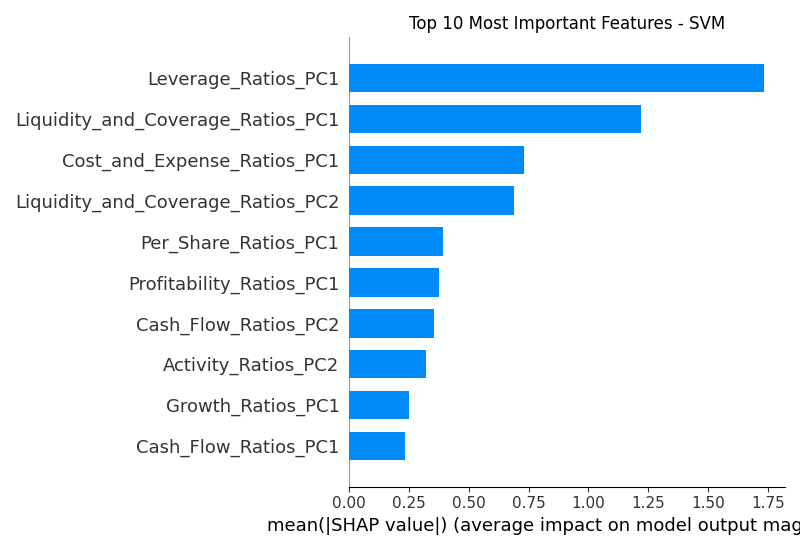 Top 10 Most Important Features - SVM
Leverage_Ratios_PC1
Liquidity_and_Coverage_Ratios_PC1
Cost_and_Expense_Ratios_PC1
Liquidity_and_Coverage_Ratios_PC2
Per_Share_Ratios_PC1
Profitability_Ratios_PC1
Cash_Flow_Ratios_PC2
Activity_Ratios_PC2
Growth_Ratios_PC1
Cash_Flow_Ratios_PC1
0.00 0.25 0.50 0.75 1.00 1.25 1.50 1.75
mean(|SHAP value|) (average impact on model output mag